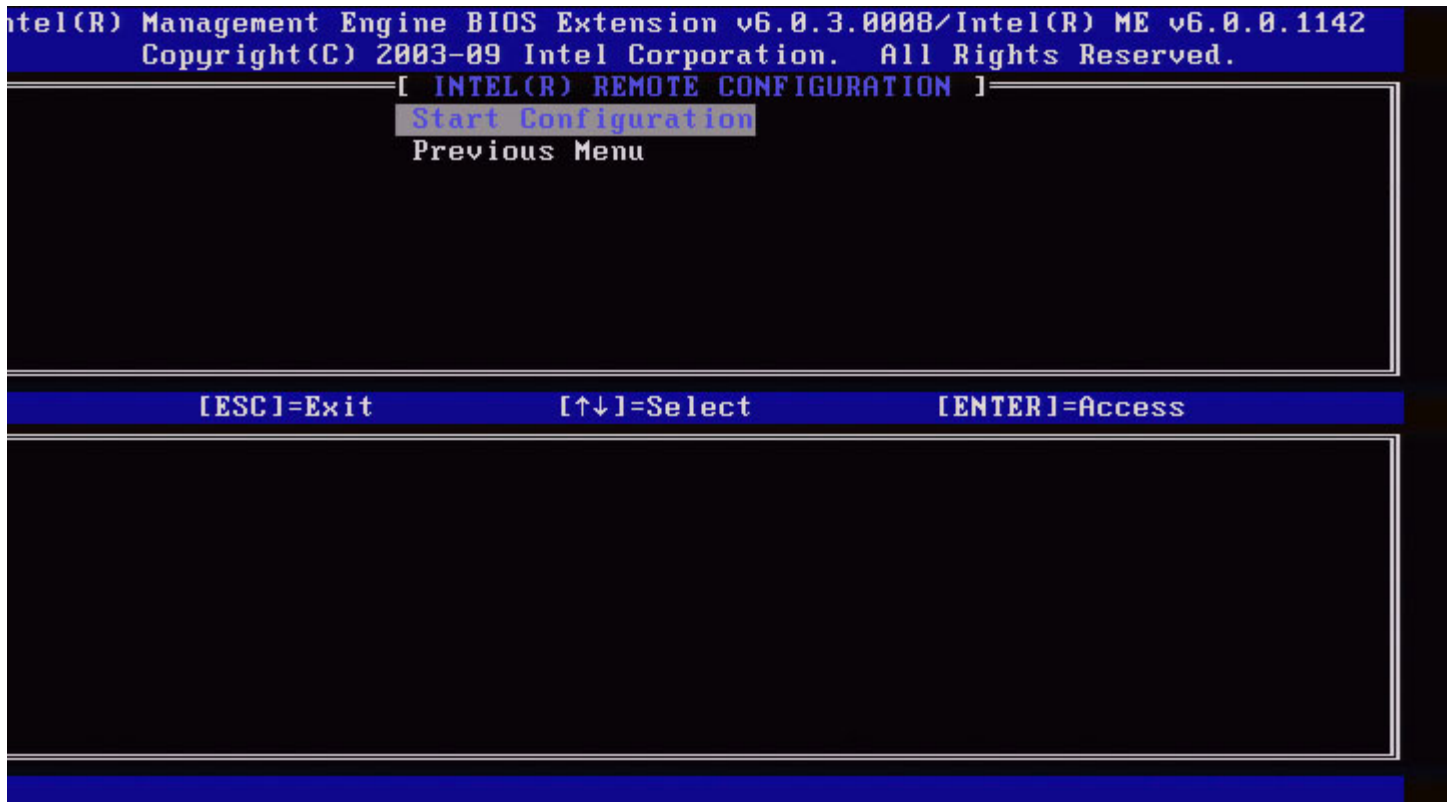 ntel(R) Management Engine BIOS Extension v6.0.3.0008/Intel(R) ME v6.0.0.1142
Copyright(C) 2003-09 Intel Corporation. All Rights Reserved.
[ INTEL(R) REMOTE CONFIGURATION ]
Start Configuration
Previous Menu
[ESC]=Exit [↑↓]=Select [ENTER]=Access